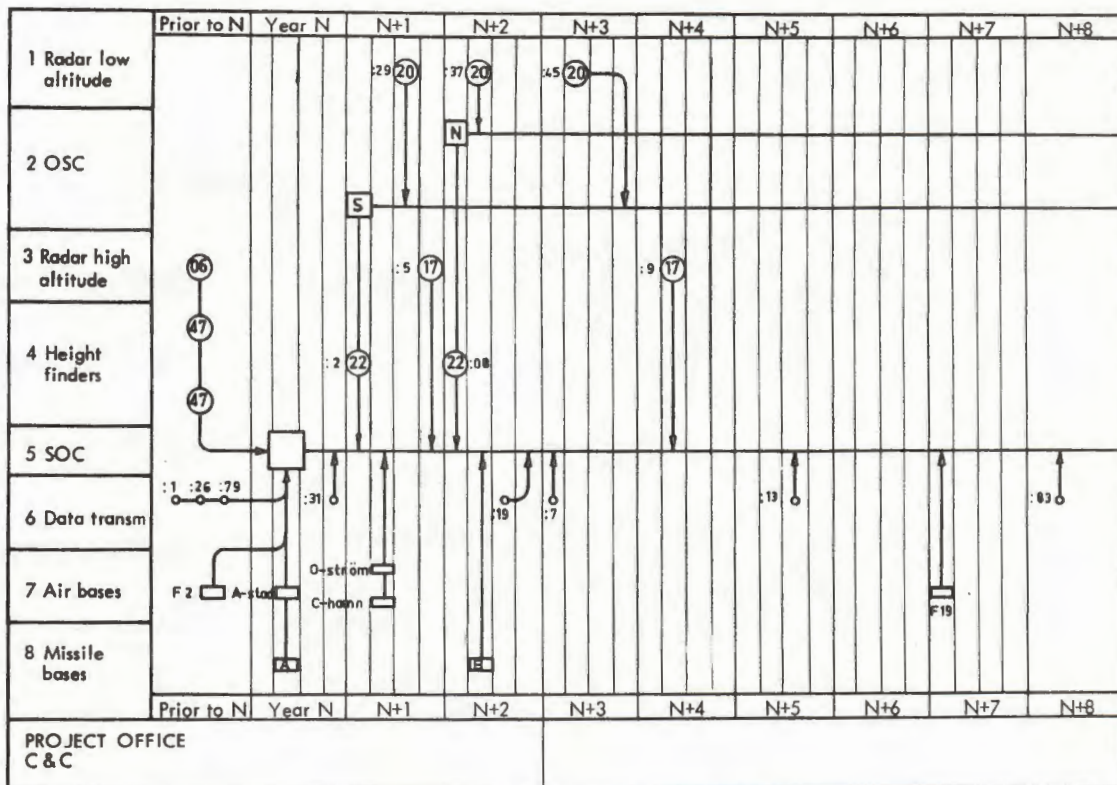 Prior to N Year N N+1 N+2 N+3 N+4 N+5 N+6 N+7 N+8
1 Radar low
altitude
:29 20 :37 20 :45 20
N
2 OSC
S
3 Radar high
altitude
06 :5 17 :9 17
47
4 Height
finders
:2 22 22 :08
47
5 SOC
:1 :26 :79
:31 :19 :7 :13 :83
6 Data transm
7 Air bases
O-ström
F2 A-stad C-hamn F19
8 Missile
bases
A B
Prior to N Year N N+1 N+2 N+3 N+4 N+5 N+6 N+7 N+8
PROJECT OFFICE
C&C